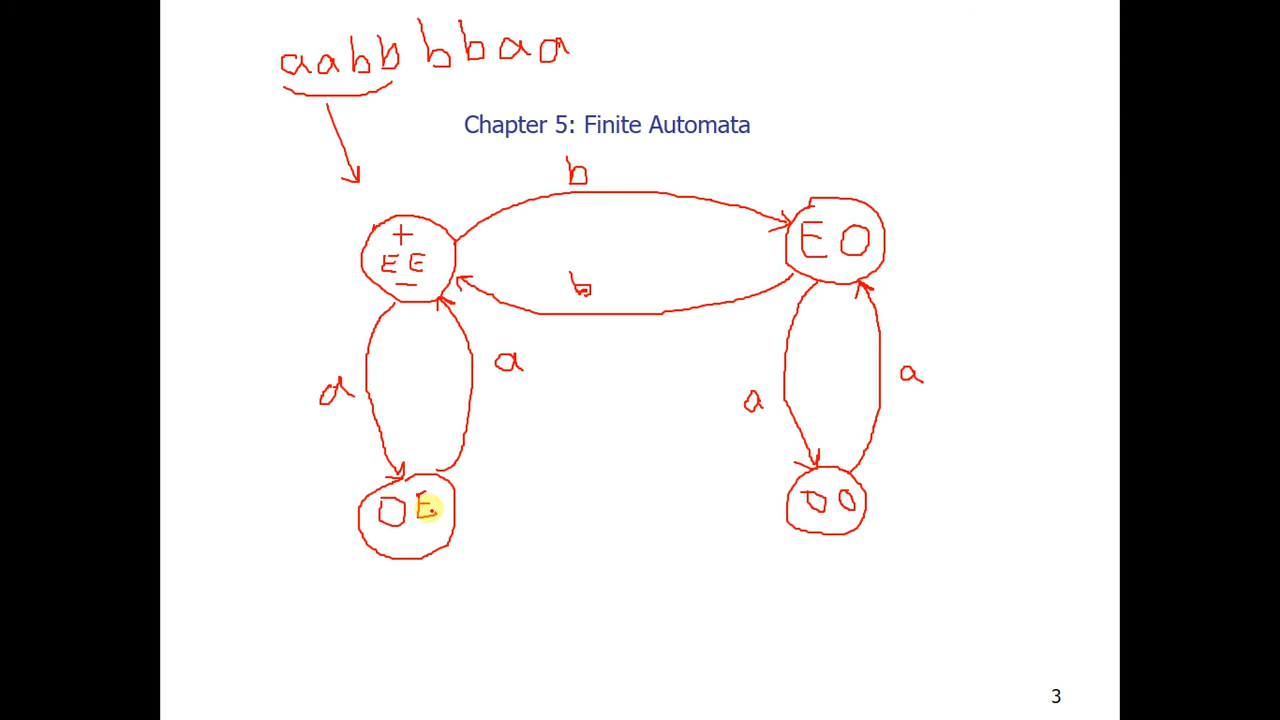 aabb bbaa
Chapter 5: Finite Automata
b
+
EE
−
EO
b
a
a
a
a
OE
OO
3